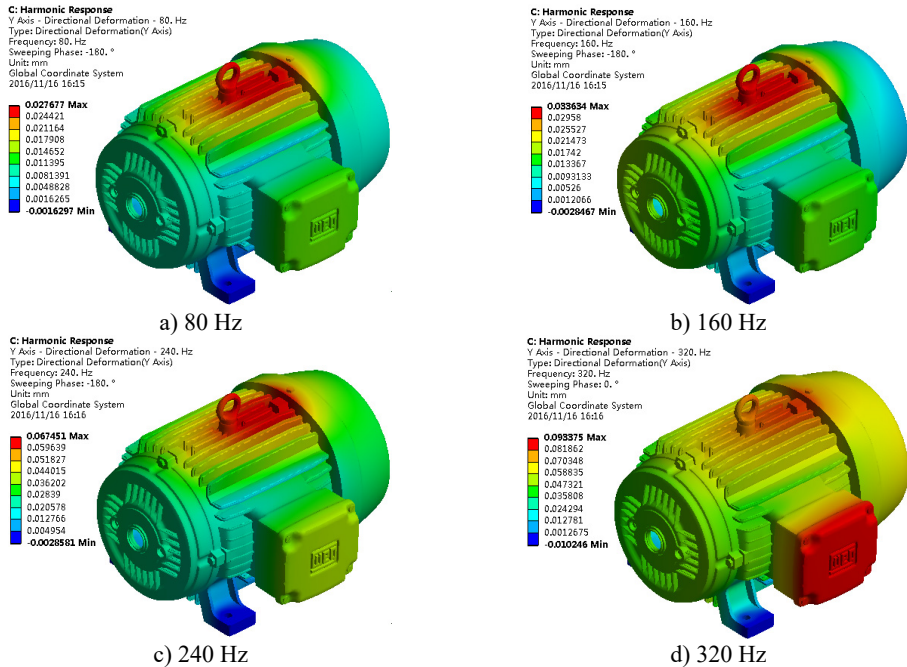 C: Harmonic Response
Y Axis - Directional Deformation - 80. Hz
Type: Directional Deformation(Y Axis)
Frequency: 80. Hz
Sweeping Phase: -180. °
Unit: mm
Global Coordinate System
2016/11/16 16:15
0.027677 Max
0.024421
0.021164
0.017908
0.014652
0.011395
0.0081391
0.0048828
0.0016265
-0.0016297 Min
a) 80 Hz
C: Harmonic Response
Y Axis - Directional Deformation - 160. Hz
Type: Directional Deformation(Y Axis)
Frequency: 160. Hz
Sweeping Phase: -180. °
Unit: mm
Global Coordinate System
2016/11/16 16:15
0.033634 Max
0.02958
0.025527
0.021473
0.01742
0.013367
0.0093133
0.00526
0.0012066
-0.0028467 Min
b) 160 Hz
C: Harmonic Response
Y Axis - Directional Deformation - 240. Hz
Type: Directional Deformation(Y Axis)
Frequency: 240. Hz
Sweeping Phase: -180. °
Unit: mm
Global Coordinate System
2016/11/16 16:16
0.067451 Max
0.059639
0.051827
0.044015
0.036202
0.02839
0.020578
0.012766
0.004954
-0.0028581 Min
c) 240 Hz
C: Harmonic Response
Y Axis - Directional Deformation - 320. Hz
Type: Directional Deformation(Y Axis)
Frequency: 320. Hz
Sweeping Phase: 0. °
Unit: mm
Global Coordinate System
2016/11/16 16:16
0.093375 Max
0.081862
0.070348
0.058835
0.047321
0.035808
0.024294
0.012781
0.0012675
-0.010246 Min
d) 320 Hz